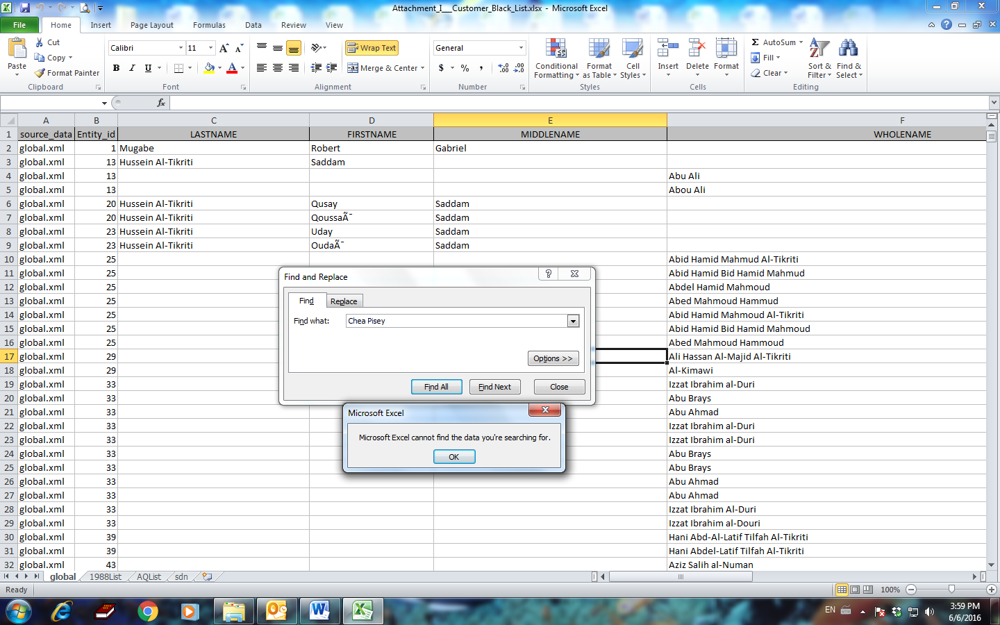 Attachment_I___Customer_Black_List.xlsx - Microsoft Excel
File Home Insert Page Layout Formulas Data Review View
Paste Cut Copy Format Painter
Clipboard
Calibri 11
B I U A
Font
Wrap Text
Merge & Center
Alignment
General
$ % ,
Number
Conditional Formatting Format as Table Cell Styles
Styles
Insert Delete Format
Cells
Σ AutoSum Fill Clear Sort & Filter Find & Select
Editing
fx
A B C D E F
1 source_data Entity_id LASTNAME FIRSTNAME MIDDLENAME WHOLENAME
2 global.xml 1 Mugabe Robert Gabriel
3 global.xml 13 Hussein Al-Tikriti Saddam
4 global.xml 13 Abu Ali
5 global.xml 13 Abou Ali
6 global.xml 20 Hussein Al-Tikriti Qusay Saddam
7 global.xml 20 Hussein Al-Tikriti QoussaÃ¯ Saddam
8 global.xml 23 Hussein Al-Tikriti Uday Saddam
9 global.xml 23 Hussein Al-Tikriti OudaÃ¯ Saddam
10 global.xml 25 Abid Hamid Mahmud Al-Tikriti
11 global.xml 25 Abid Hamid Bid Hamid Mahmud
12 global.xml 25 Abdel Hamid Mahmoud
13 global.xml 25 Abed Mahmoud Hammud
14 global.xml 25 Abid Hamid Mahmoud Al-Tikriti
15 global.xml 25 Abid Hamid Bid Hamid Mahmoud
16 global.xml 25 Abed Mahmoud Hammoud
17 global.xml 29 Ali Hassan Al-Majid Al-Tikriti
18 global.xml 29 Al-Kimawi
19 global.xml 33 Izzat Ibrahim al-Duri
20 global.xml 33 Abu Brays
21 global.xml 33 Abu Ahmad
22 global.xml 33 Izzat Ibrahim al-Duri
23 global.xml 33 Izzat Ibrahim al-Duri
24 global.xml 33 Abu Brays
25 global.xml 33 Abu Brays
26 global.xml 33 Abu Ahmad
27 global.xml 33 Abu Ahmad
28 global.xml 33 Izzat Ibrahim Al-Duri
29 global.xml 33 Izzat Ibrahim al-Douri
30 global.xml 39 Hani Abd-Al-Latif Tilfah Al-Tikriti
31 global.xml 39 Hani Abdel-Latif Tilfah Al-Tikriti
32 global.xml 43 Aziz Salih al-Numan
Find and Replace
Find Replace
Find what: Chea Pisey
Options >>
Find All Find Next Close
Microsoft Excel
Microsoft Excel cannot find the data you're searching for.
OK
global 1988List AQList sdn
Ready 100%
EN 3:59 PM
6/6/2016